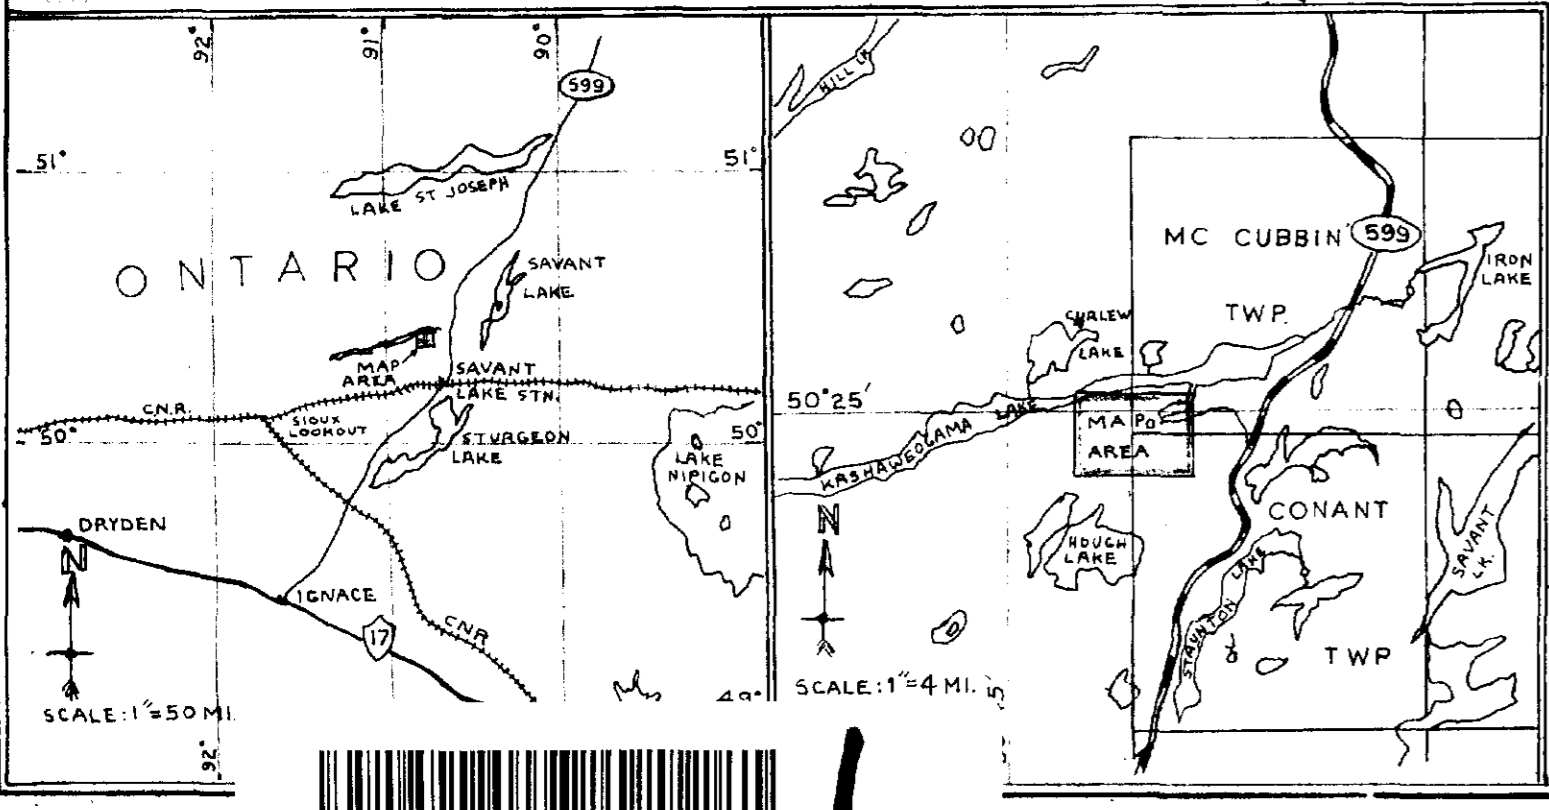 92°
91°
90°
599
51°
51°
LAKE ST JOSEPH
ONTARIO
SAVANT
LAKE
MAP
AREA
SAVANT
LAKE STN.
C.N.R.
SIOUX
LOOKOUT
50°
50°
STURGEON
LAKE
LAKE
NIPIGON
DRYDEN
N
IGNACE
17
C.N.R.
SCALE: 1"=50 MI.
49°
92°
HILL LK
MC CUBBIN
599
IRON
LAKE
TWP.
CURLEW
LAKE
50°25'
KASHAWEOGAMA LAKE
MAP
AREA
N
HOUGH
LAKE
CONANT
SAVANT
LK.
STAUNTON LAKE
TWP
SCALE: 1"=4 MI.